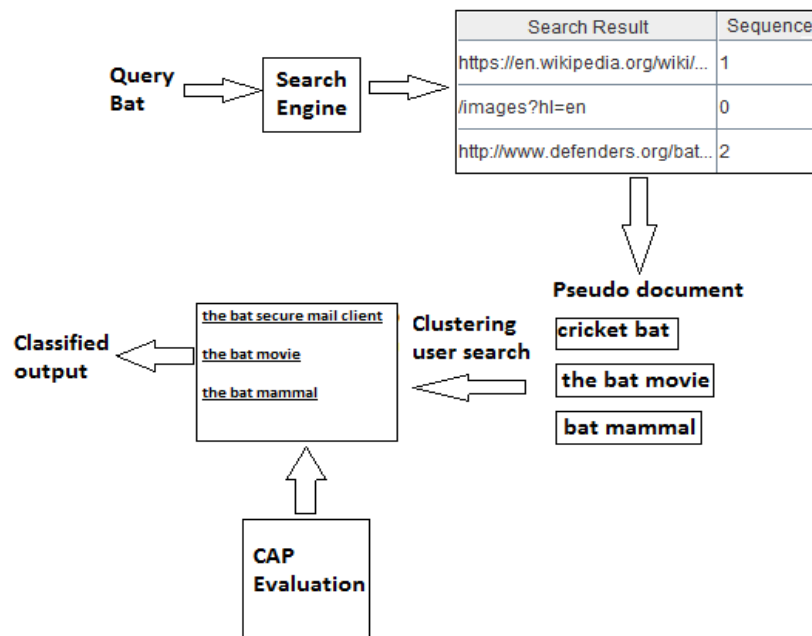 Search Result Sequence
https://en.wikipedia.org/wiki/... 1
/images?hl=en 0
http://www.defenders.org/bat... 2
Query
Bat
Search
Engine
Pseudo document
cricket bat
the bat movie
bat mammal
Clustering
user search
the bat secure mail client
the bat movie
the bat mammal
Classified
output
CAP
Evaluation